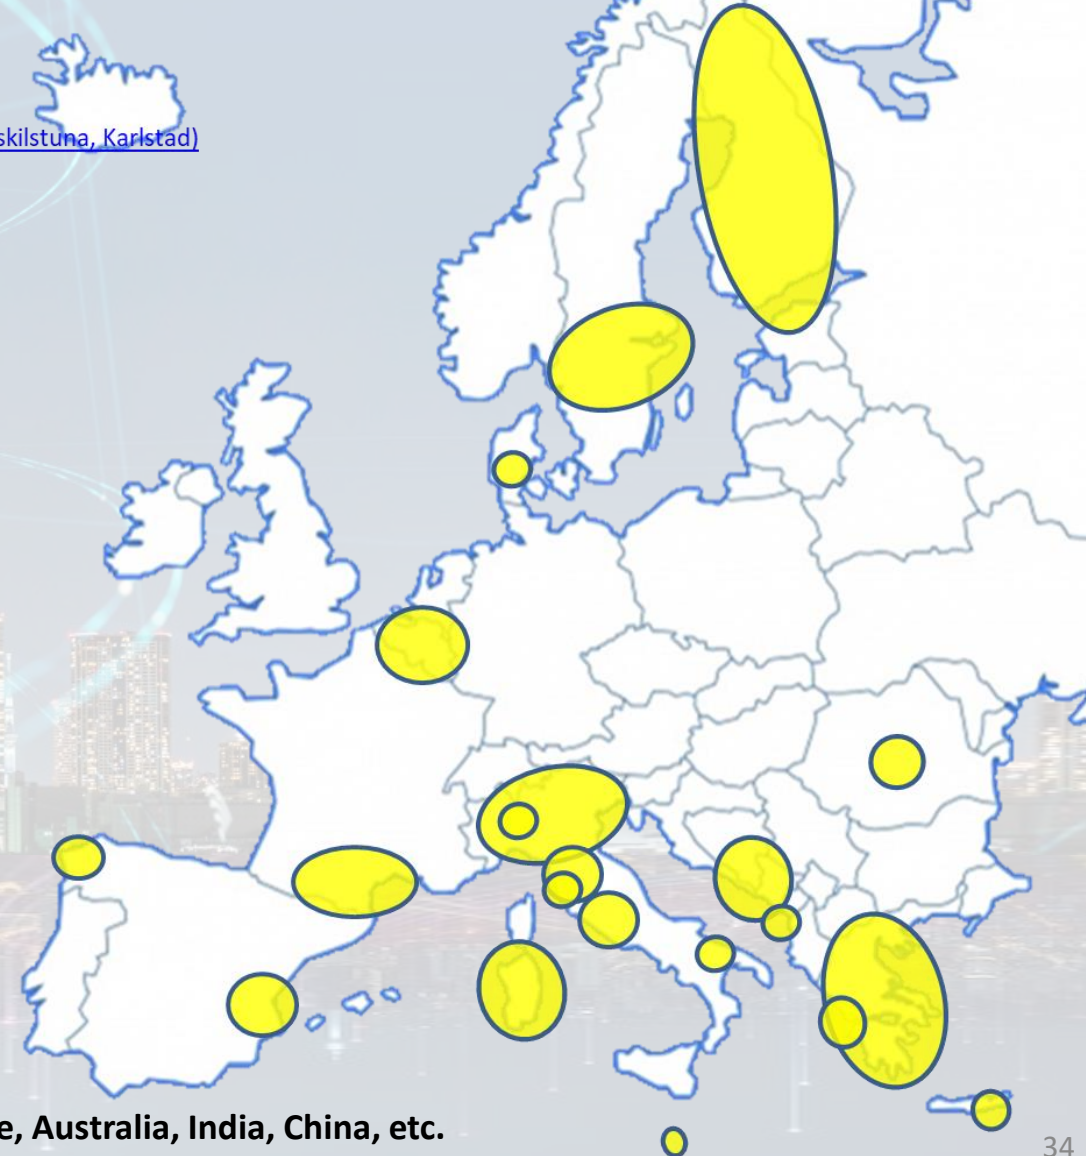 skilstuna, Karlstad)
e, Australia, India, China, etc.
34